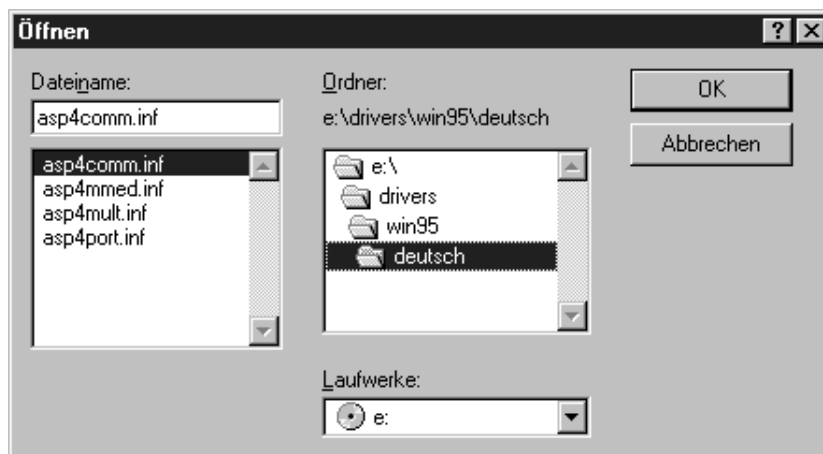 Öffnen
Dateiname:
asp4comm.inf
asp4comm.inf
asp4mmed.inf
asp4mult.inf
asp4port.inf
Ordner:
e:\drivers\win95\deutsch
e:\
drivers
win95
deutsch
Laufwerke:
e:
OK
Abbrechen